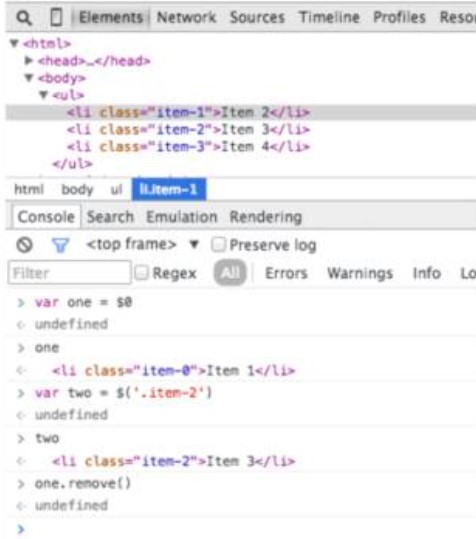 Elements Network Sources Timeline Profiles Reso
▼<html>
▶<head>…</head>
▼<body>
▼<ul>
<li class="item-1">Item 2</li>
<li class="item-2">Item 3</li>
<li class="item-3">Item 4</li>
</ul>
html body ul li.item-1
Console Search Emulation Rendering
<top frame> ▼ Preserve log
Filter Regex All Errors Warnings Info Lo
> var one = $0
< undefined
> one
< <li class="item-0">Item 1</li>
> var two = $('.item-2')
< undefined
> two
< <li class="item-2">Item 3</li>
> one.remove()
< undefined
>